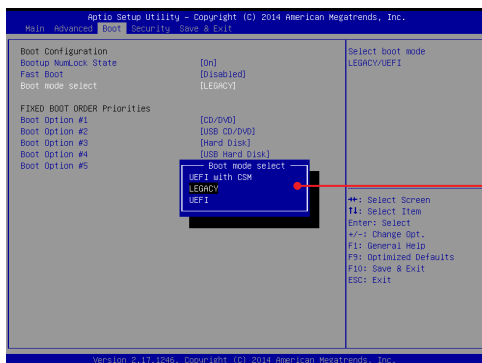 Aptio Setup Utility – Copyright (C) 2014 American Megatrends, Inc.
Main Advanced Boot Security Save & Exit
Boot Configuration
Bootup NumLock State [On]
Fast Boot [Disabled]
Boot mode select [LEGACY]
FIXED BOOT ORDER Priorities
Boot Option #1 [CD/DVD]
Boot Option #2 [USB CD/DVD]
Boot Option #3 [Hard Disk]
Boot Option #4 [USB Hard Disk]
Boot Option #5
Boot mode select
UEFI with CSM
LEGACY
UEFI
Select boot mode
LEGACY/UEFI
→←: Select Screen
↑↓: Select Item
Enter: Select
+/-: Change Opt.
F1: General Help
F9: Optimized Defaults
F10: Save & Exit
ESC: Exit
Version 2.17.1246. Copyright (C) 2014 American Megatrends, Inc.